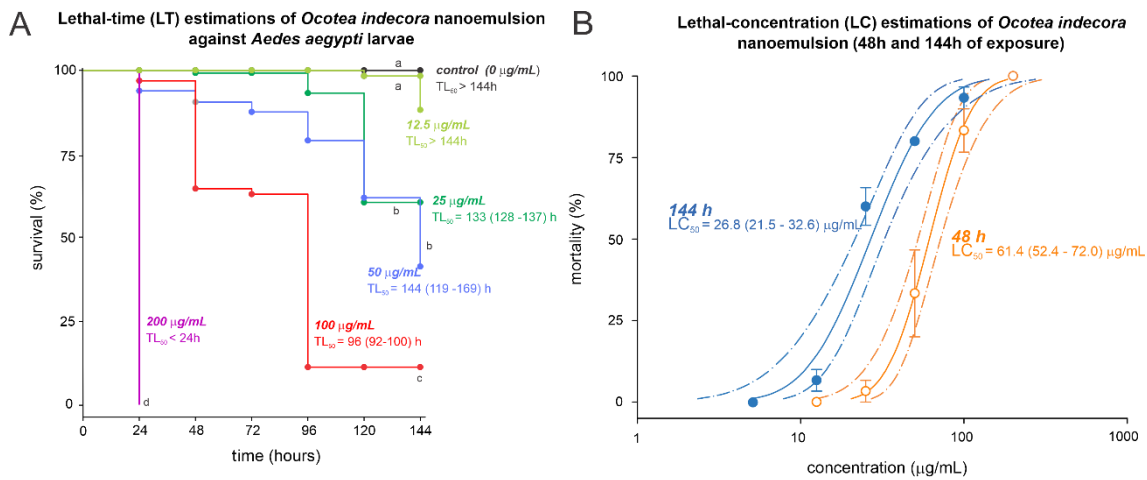 A
Lethal-time (LT) estimations of Ocotea indecora nanoemulsion
against Aedes aegypti larvae
survival (%)
100
75
50
25
0
0
24
48
72
96
120
144
time (hours)
a
control (0 µg/mL)
TL₅₀ > 144h
a
12.5 µg/mL
TL₅₀ > 144h
25 µg/mL
TL₅₀ = 133 (128 -137) h
b
b
50 µg/mL
TL₅₀ = 144 (119 -169) h
200 µg/mL
TL₅₀ < 24h
100 µg/mL
TL₅₀ = 96 (92-100) h
c
d
B
Lethal-concentration (LC) estimations of Ocotea indecora
nanoemulsion (48h and 144h of exposure)
mortality (%)
100
75
50
25
0
1
10
100
1000
concentration (µg/mL)
144 h
LC₅₀ = 26.8 (21.5 - 32.6) µg/mL
48 h
LC₅₀ = 61.4 (52.4 - 72.0) µg/mL